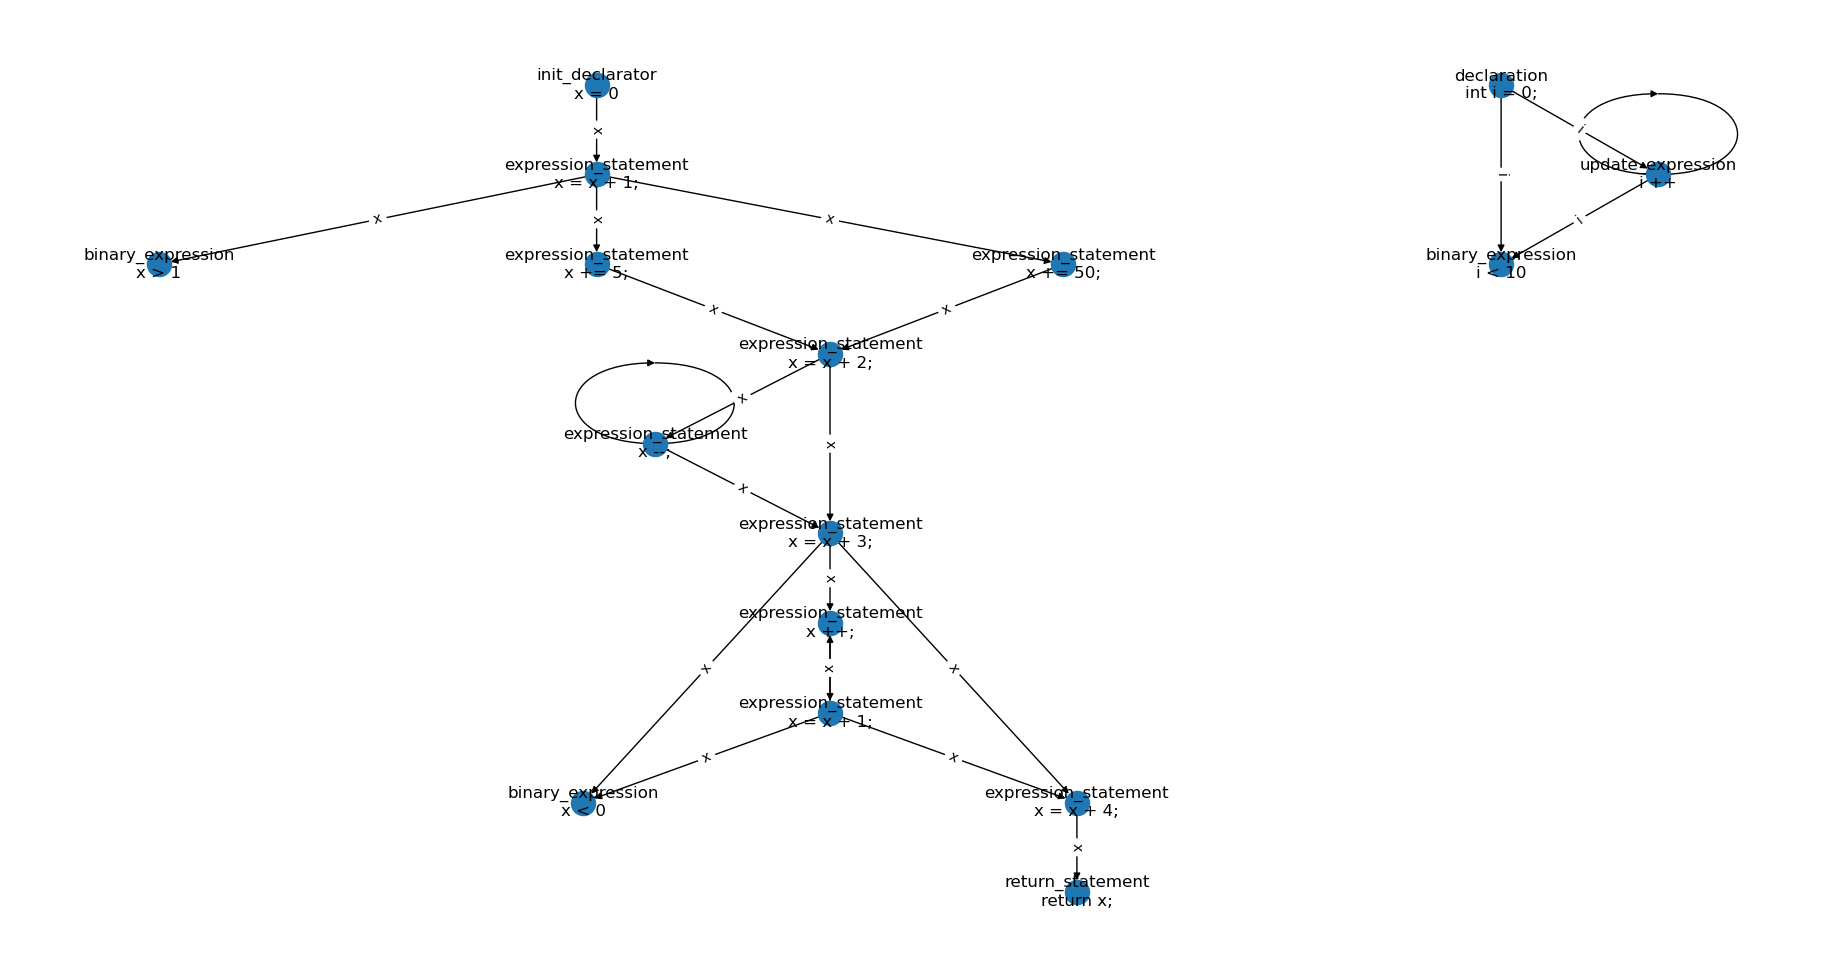 init_declarator
x = 0
declaration
int i = 0;
x
i
expression_statement
x = x + 1;
update_expression
i ++
i
x
x
x
i
binary_expression
x > 1
expression_statement
x += 5;
expression_statement
x += 50;
binary_expression
i < 10
x
x
expression_statement
x = x + 2;
x
expression_statement
x --;
x
x
expression_statement
x = x + 3;
x
expression_statement
x ++;
x
x
x
expression_statement
x = x + 1;
x
x
binary_expression
x < 0
expression_statement
x = x + 4;
x
return_statement
return x;